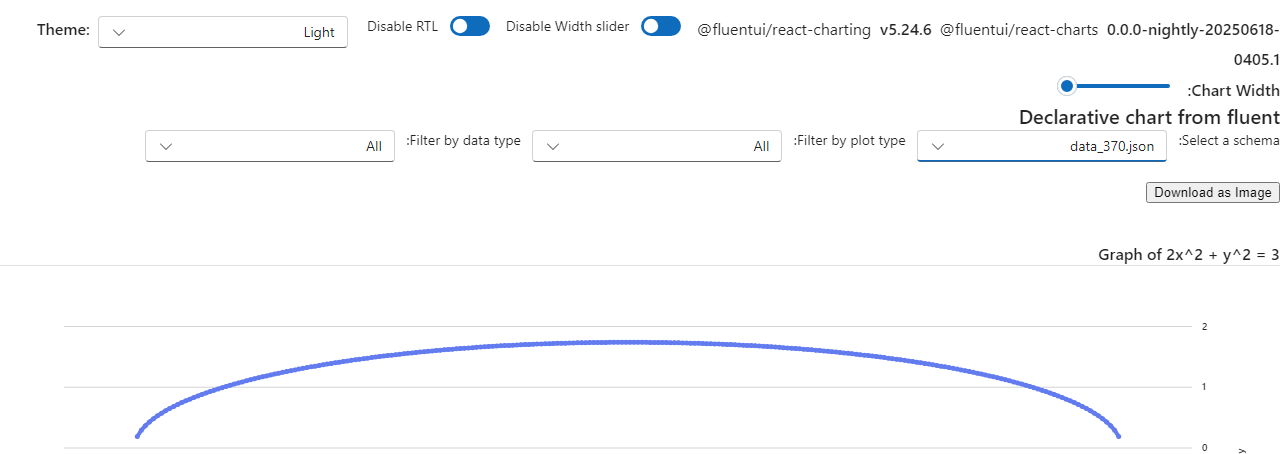 Theme: Light Disable RTL Disable Width slider @fluentui/react-charting v5.24.6 @fluentui/react-charts 0.0.0-nightly-20250618-
0405.1
:Chart Width
Declarative chart from fluent
All :Filter by data type All :Filter by plot type data_370.json :Select a schema
Download as Image
Graph of 2x^2 + y^2 = 3
2
1
0
y